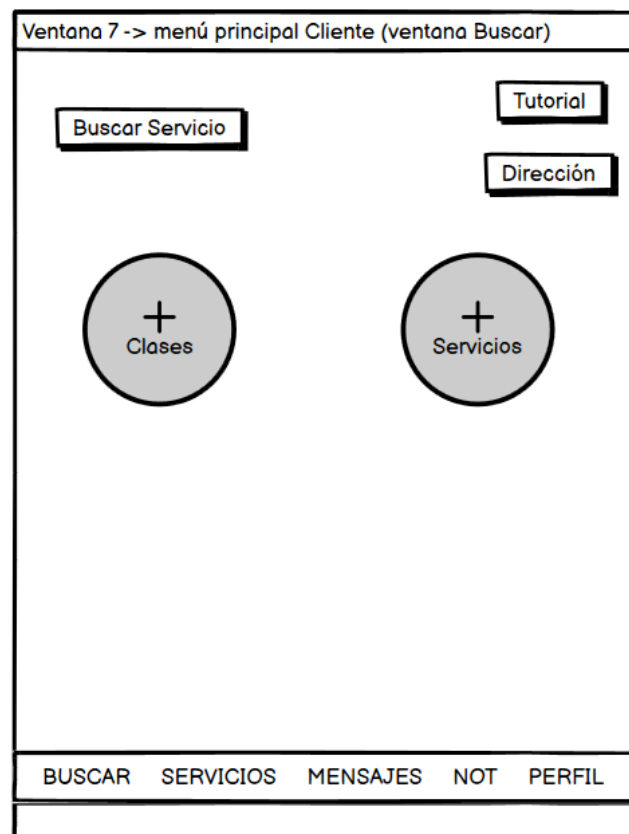 Ventana 7 -> menú principal Cliente (ventana Buscar)
Tutorial
Buscar Servicio
Dirección
+ +
Clases Servicios
BUSCAR SERVICIOS MENSAJES NOT PERFIL